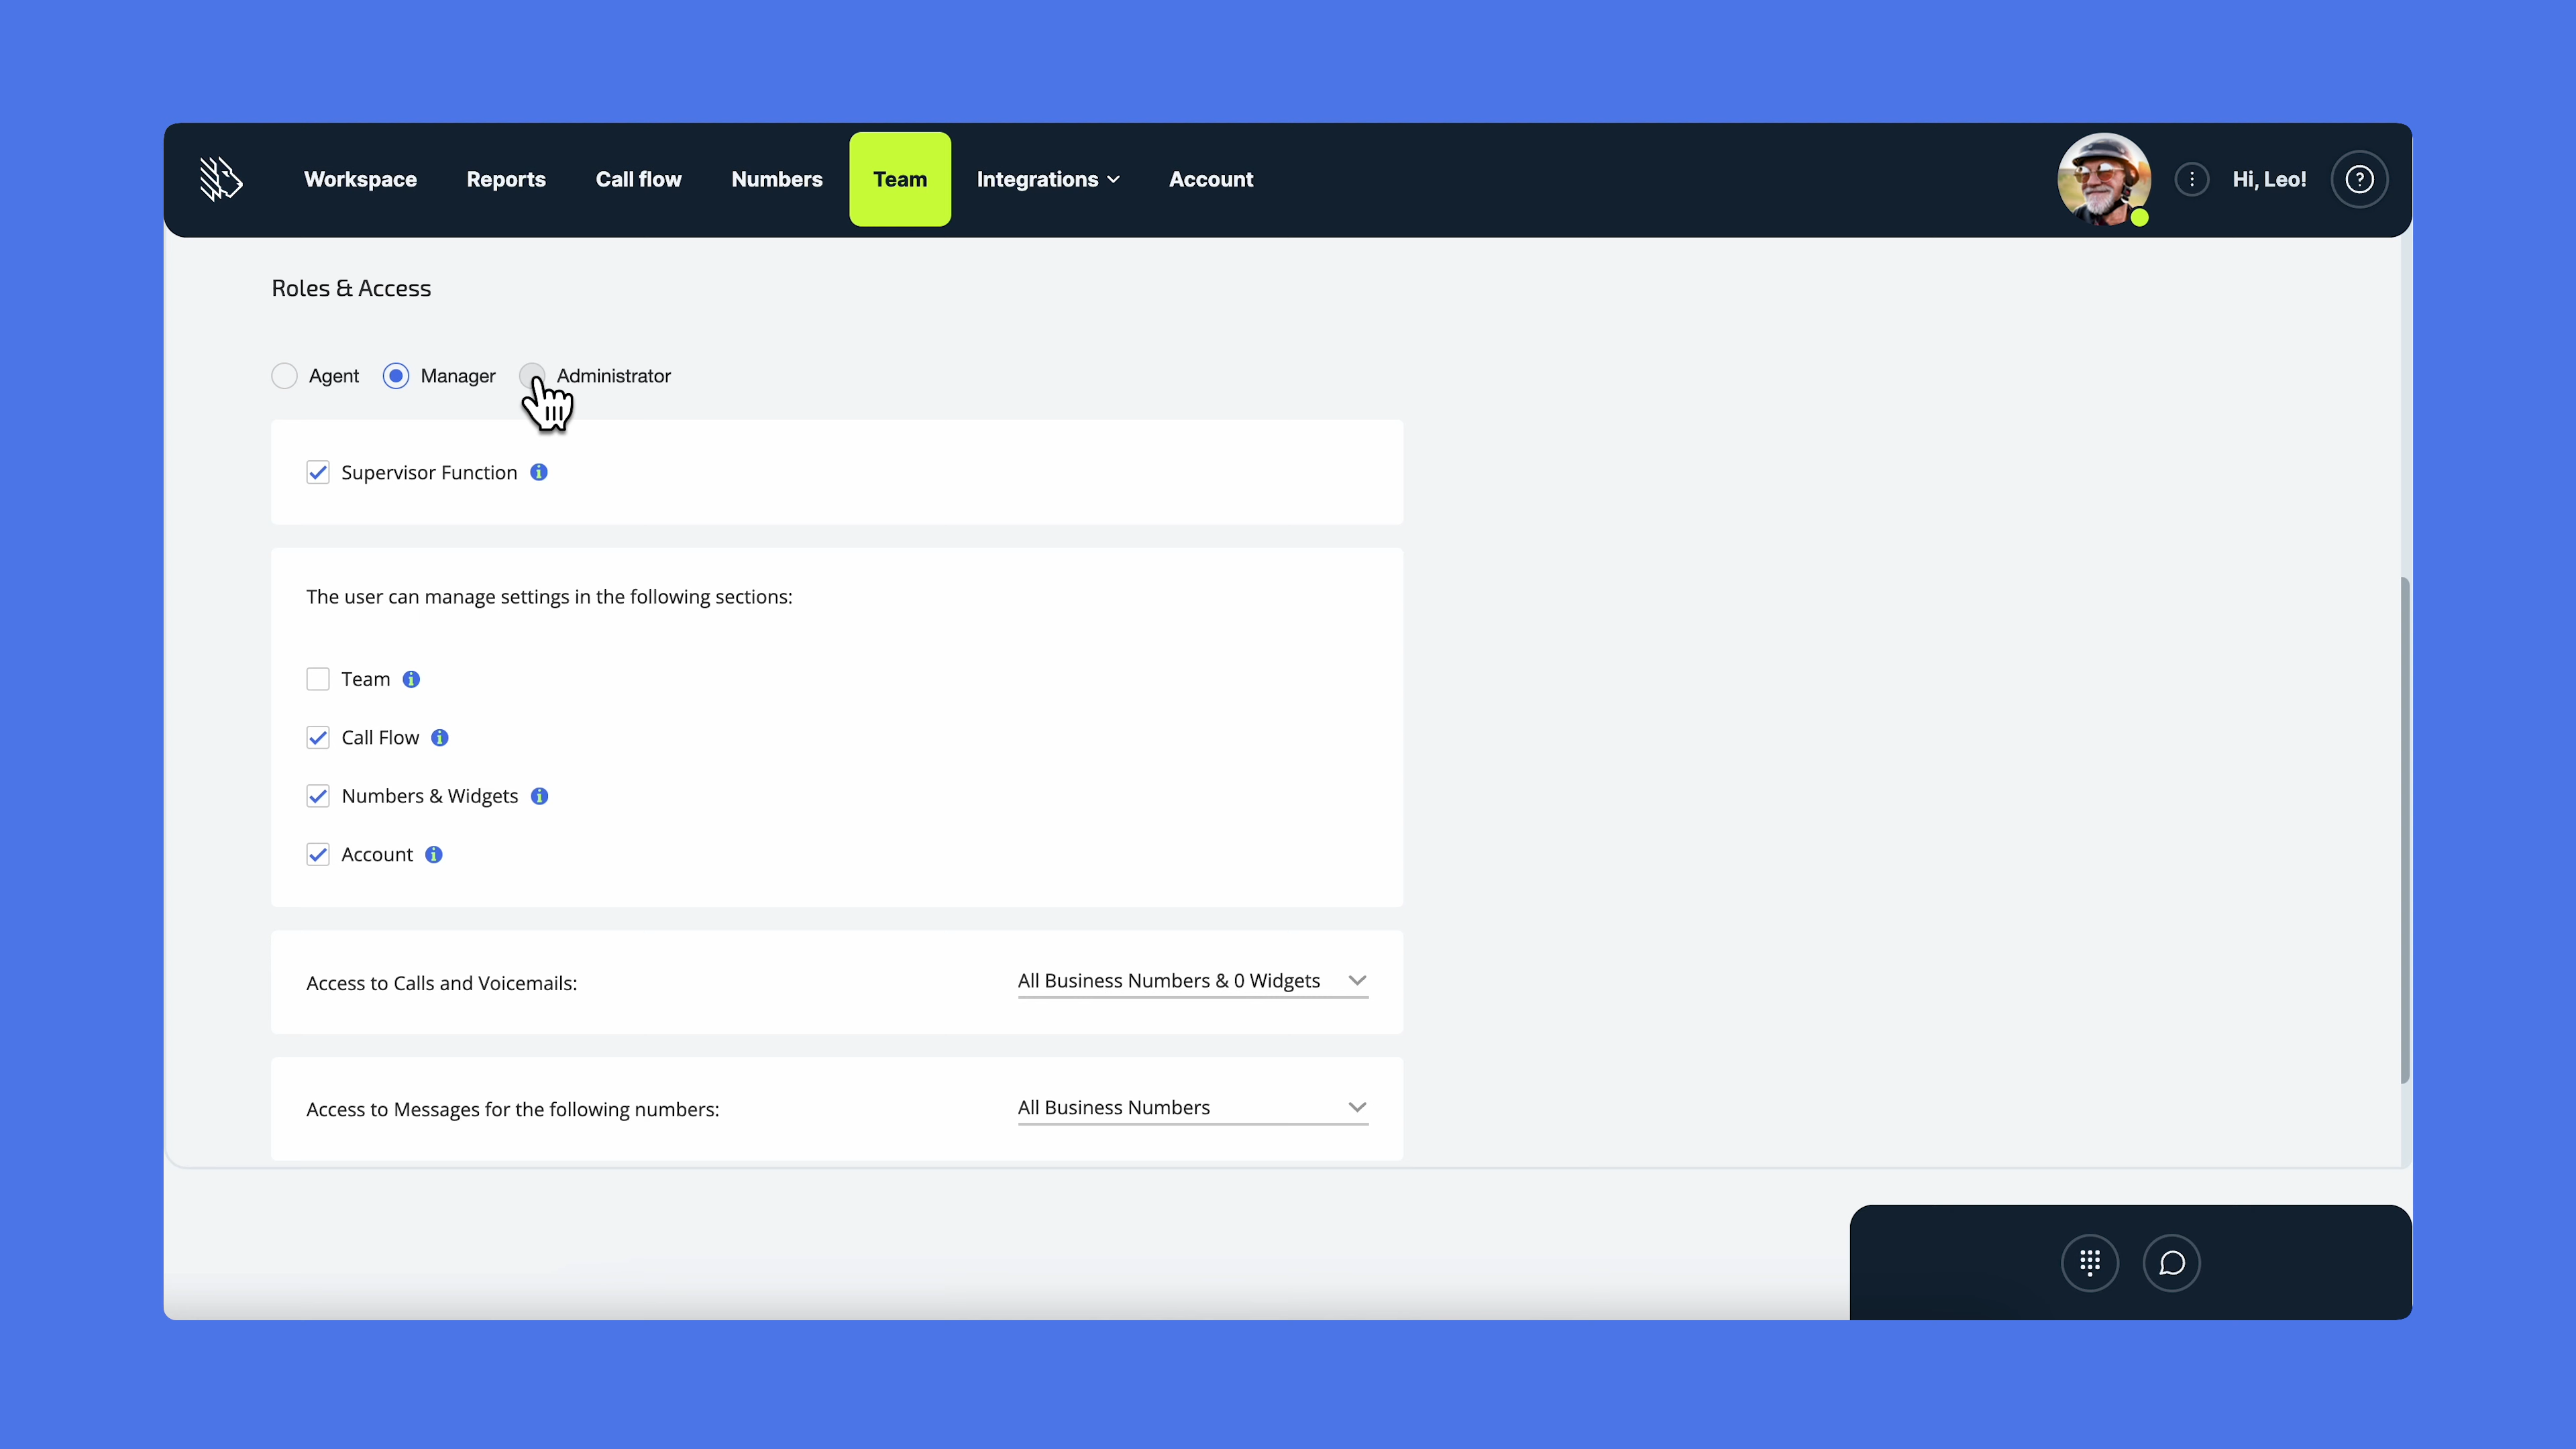 Workspace Reports Call flow Numbers Team Integrations Account Hi, Leo! ?
Roles & Access
Agent Manager Administrator
Supervisor Function i
The user can manage settings in the following sections:
Team i
Call Flow i
Numbers & Widgets i
Account i
Access to Calls and Voicemails: All Business Numbers & 0 Widgets
Access to Messages for the following numbers: All Business Numbers